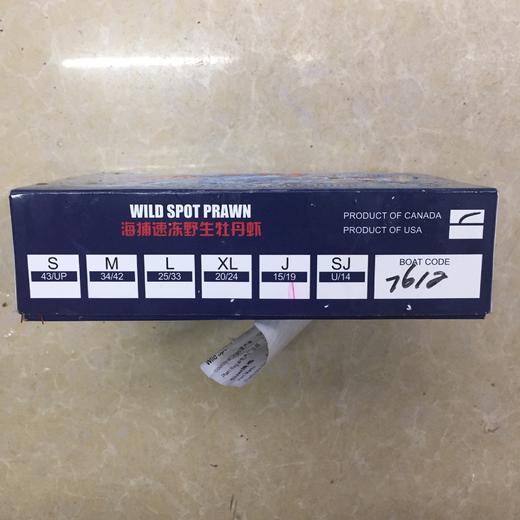 WILD SPOT PRAWN
海捕速冻野生牡丹虾
PRODUCT OF CANADA
PRODUCT OF USA
S
43/UP
M
34/42
L
25/33
XL
20/24
J
15/19
SJ
U/14
BOAT CODE
7612
Wild